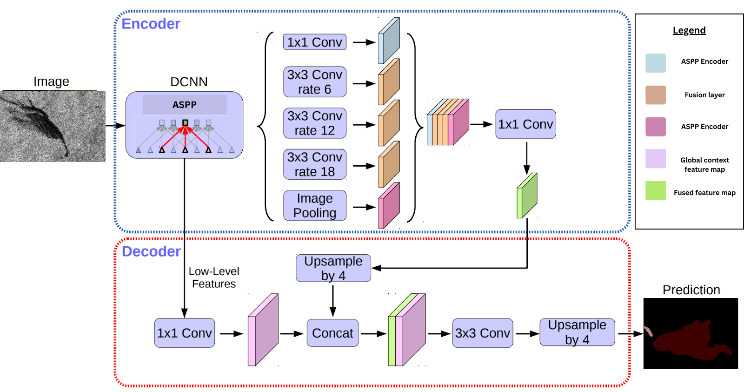 Encoder
Image
DCNN
ASPP
1x1 Conv
3x3 Conv
rate 6
3x3 Conv
rate 12
3x3 Conv
rate 18
Image
Pooling
1x1 Conv
Legend
ASPP Encoder
Fusion layer
ASPP Encoder
Global context
feature map
Fused feature map
Decoder
Low-Level
Features
Upsample
by 4
1x1 Conv
Concat
3x3 Conv
Upsample
by 4
Prediction